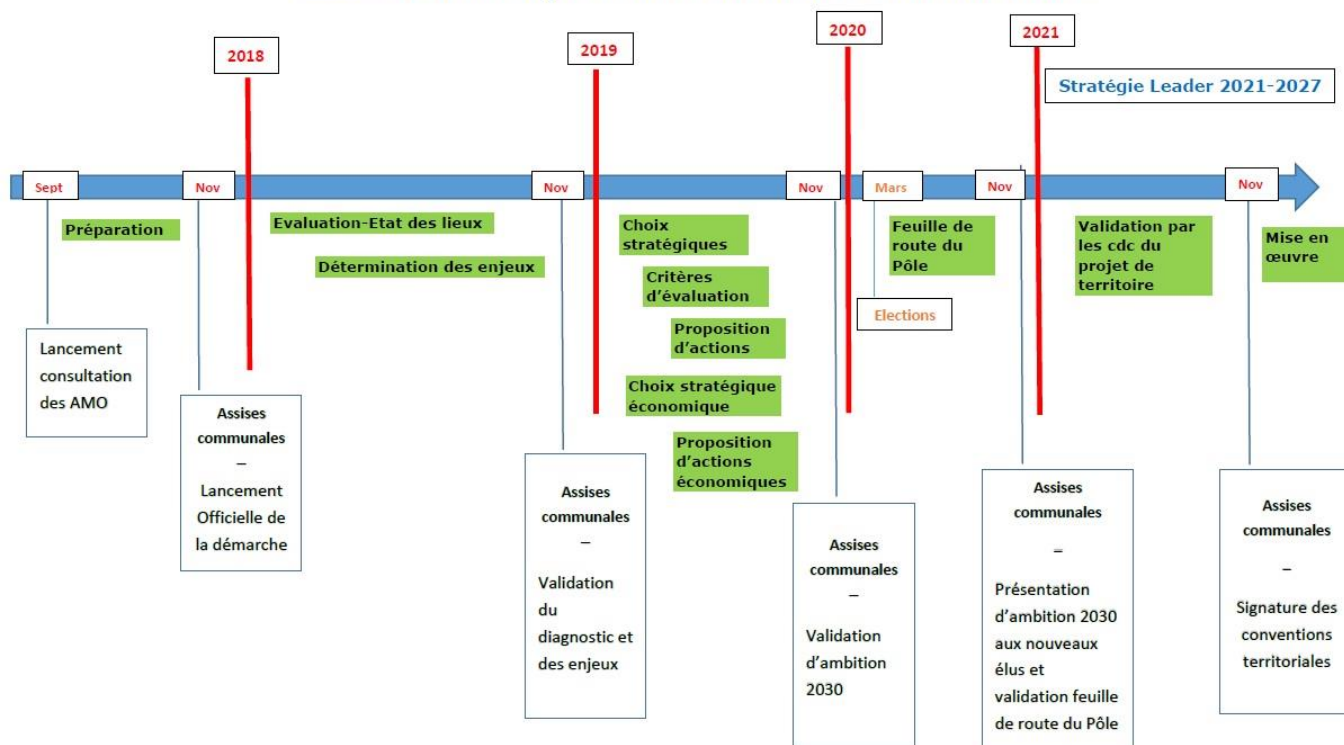 2018
2019
2020
2021
Stratégie Leader 2021-2027
Sept
Nov
Nov
Nov
Mars
Nov
Nov
Préparation
Evaluation-Etat des lieux
Détermination des enjeux
Choix
stratégiques
Critères
d’évaluation
Proposition
d’actions
Choix stratégique
économique
Proposition
d’actions
économiques
Feuille de
route du
Pôle
Elections
Validation par
les cdc du
projet de
territoire
Mise en
œuvre
Lancement
consultation
des AMO
Assises
communales
–
Lancement
Officielle de
la démarche
Assises
communales
–
Validation
du
diagnostic et
des enjeux
Assises
communales
–
Validation
d’ambition
2030
Assises
communales
–
Présentation
d’ambition 2030
aux nouveaux
élus et
validation feuille
de route du Pôle
Assises
communales
–
Signature des
conventions
territoriales